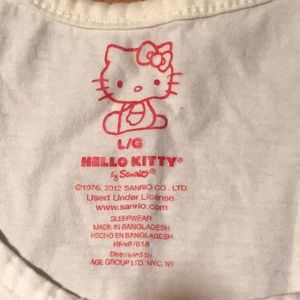 L/G
HELLO KITTY®
by Sanrio®
©1976, 2012 SANRIO CO., LTD.
Used Under License
www.sanrio.com
SLEEPWEAR
MADE IN BANGLADESH
HECHO EN BANGLADESH
Distributed by
AGE GROUP LTD. NYC, NY